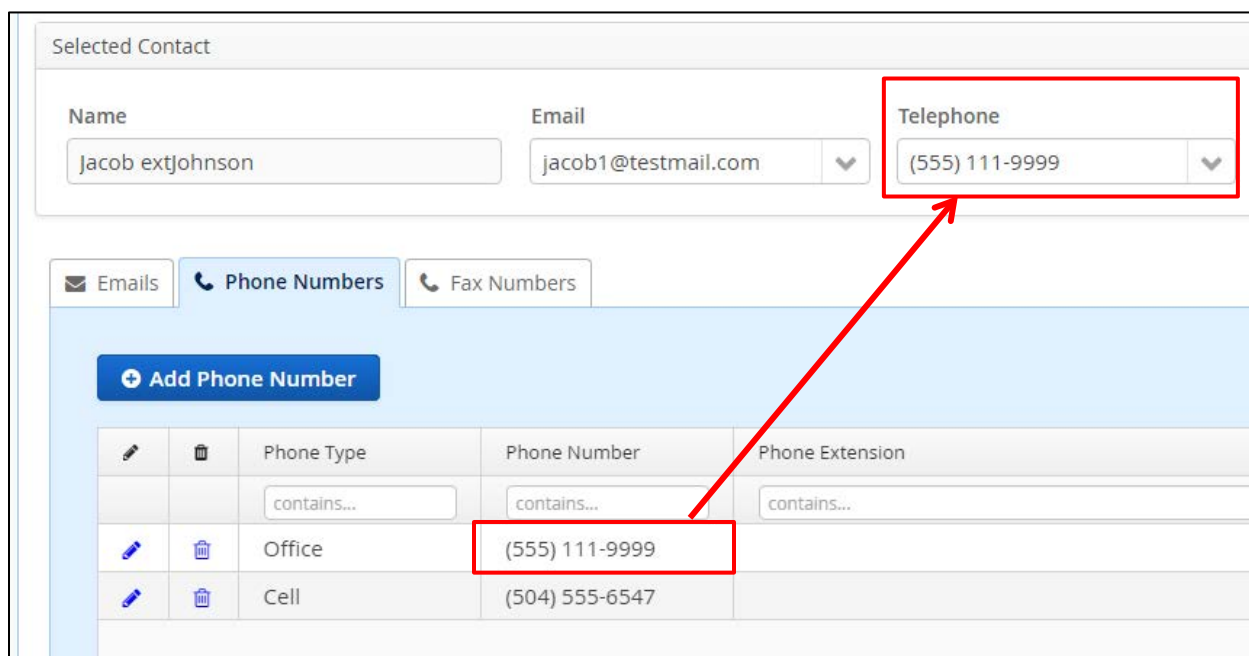 Selected Contact
Name Email Telephone
Jacob extJohnson jacob1@testmail.com (555) 111-9999
Emails Phone Numbers Fax Numbers
Add Phone Number
Phone Type Phone Number Phone Extension
contains... contains... contains...
Office (555) 111-9999
Cell (504) 555-6547